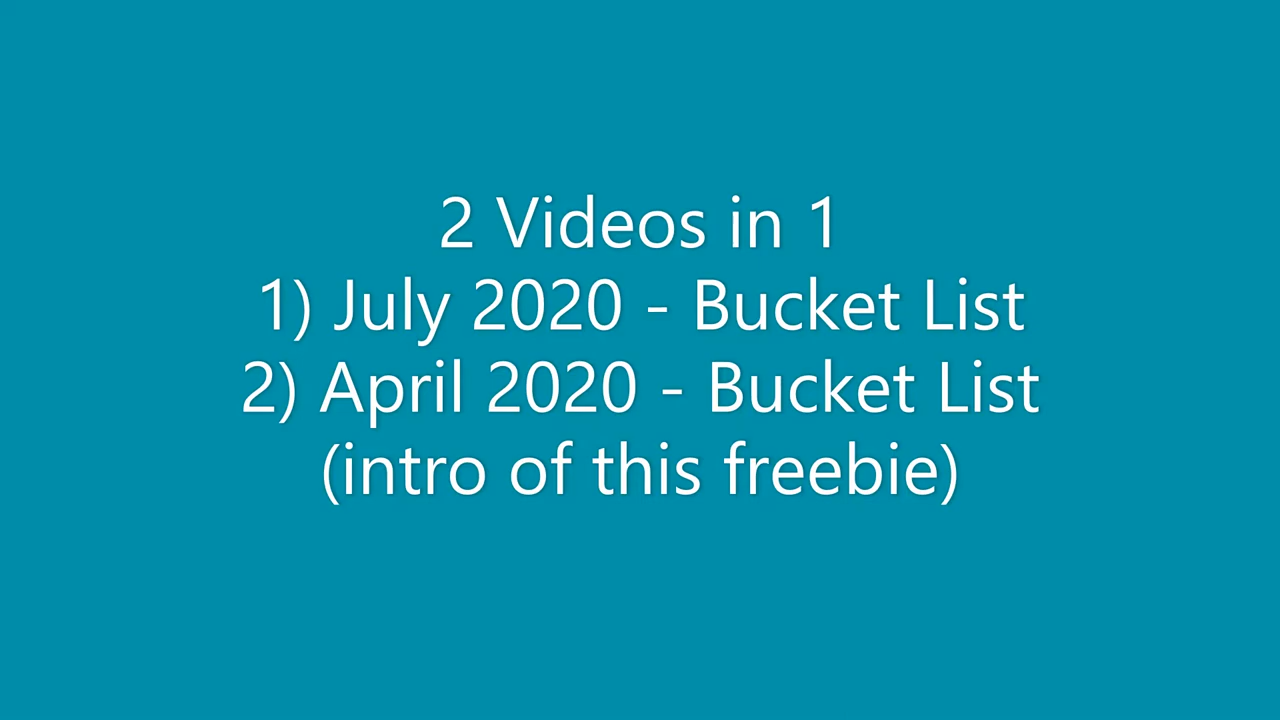 2 Videos in 1
1) July 2020 - Bucket List
2) April 2020 - Bucket List
(intro of this freebie)